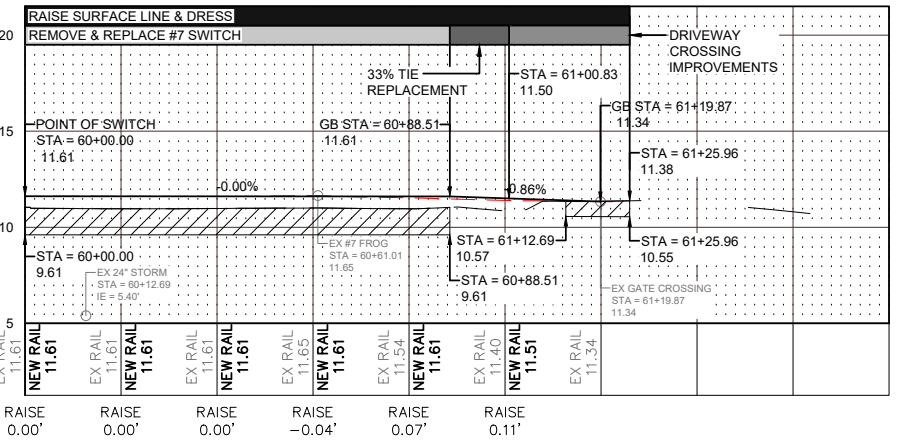 RAISE SURFACE LINE & DRESS
20
REMOVE & REPLACE #7 SWITCH
DRIVEWAY
CROSSING
IMPROVEMENTS
33% TIE
REPLACEMENT
STA = 61+00.83
11.50
GB STA = 61+19.87
11.34
15
POINT OF SWITCH
STA = 60+00.00
11.61
GB STA = 60+88.51
11.61
STA = 61+25.96
11.38
-0.00%
-0.86%
10
EX #7 FROG
STA = 60+61.01
11.65
STA = 61+12.69
10.57
STA = 61+25.96
10.55
STA = 60+00.00
9.61
EX 24" STORM
STA = 60+12.69
IE = 5.40'
STA = 60+88.51
9.61
EX GATE CROSSING
STA = 61+19.87
11.34
5
EX RAIL
11.61
NEW RAIL
11.61
EX RAIL
11.61
NEW RAIL
11.61
EX RAIL
11.61
NEW RAIL
11.61
EX RAIL
11.65
NEW RAIL
11.61
EX RAIL
11.54
NEW RAIL
11.61
EX RAIL
11.40
NEW RAIL
11.51
EX RAIL
11.34
RAISE
0.00'
RAISE
0.00'
RAISE
0.00'
RAISE
-0.04'
RAISE
0.07'
RAISE
0.11'